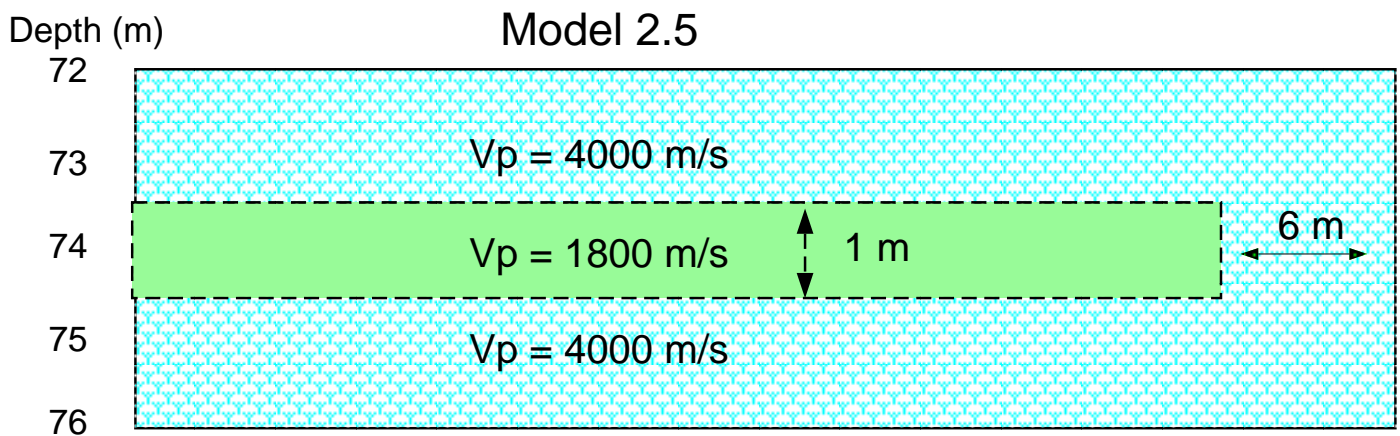 Model 2.5
Depth (m)
72
73
74
75
76
Vp = 4000 m/s
Vp = 1800 m/s
1 m
6 m
Vp = 4000 m/s